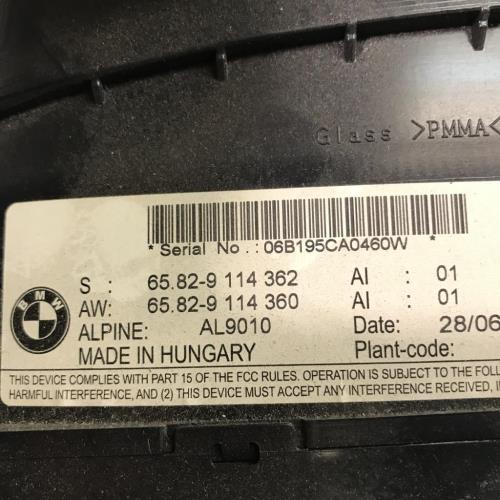 Glass >PMMA<
* Serial No.: 06B195CA0460W *
S : 65.82-9 114 362 AI : 01
AW: 65.82-9 114 360 AI : 01
ALPINE: AL9010 Date: 28/06
MADE IN HUNGARY Plant-code:
BMW
THIS DEVICE COMPLIES WITH PART 15 OF THE FCC RULES. OPERATION IS SUBJECT TO THE FOLL
HARMFUL INTERFERENCE, AND (2) THIS DEVICE MUST ACCEPT ANY INTERFERENCE RECEIVED, IN